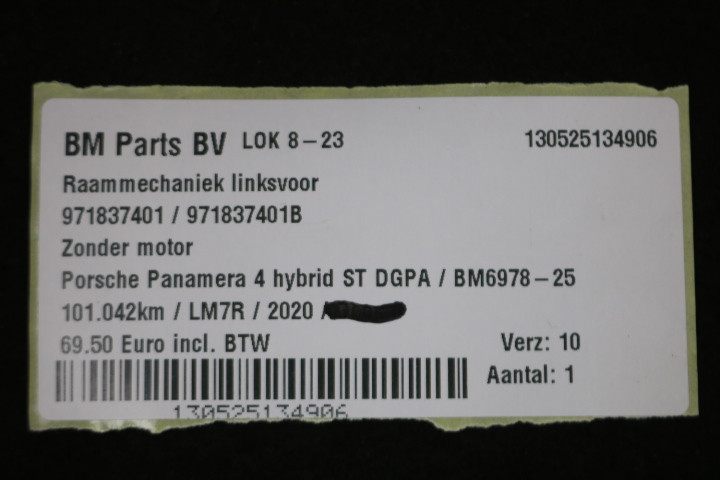 BM Parts BV LOK 8-23 130525134906
Raammechaniek linksvoor
971837401 / 971837401B
Zonder motor
Porsche Panamera 4 hybrid ST DGPA / BM6978-25
101.042km / LM7R / 2020 /
69.50 Euro incl. BTW Verz: 10
Aantal: 1
130525134906